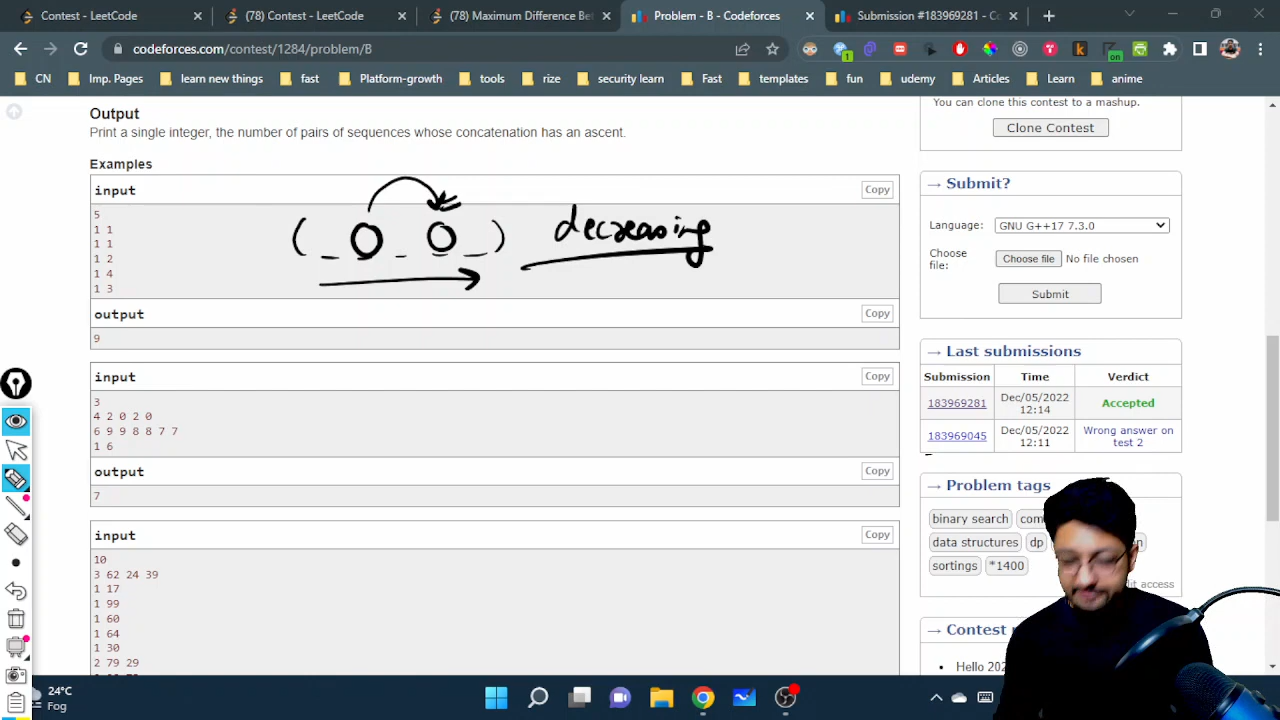 Contest - LeetCode
(78) Contest - LeetCode
(78) Maximum Difference Be
Problem - B - Codeforces
Submission #183969281 - Co
codeforces.com/contest/1284/problem/B
1
on
CN
Imp. Pages
learn new things
fast
Platform-growth
tools
rize
security learn
Fast
templates
fun
udemy
Articles
Learn
anime
Output
Print a single integer, the number of pairs of sequences whose concatenation has an ascent.
Examples
input
Copy
5
1 1
1 1
1 2
1 4
1 3
decreasing
output
Copy
9
input
Copy
3
4 2 0 2 0
6 9 9 8 8 7 7
1 6
output
Copy
7
input
Copy
10
3 62 24 39
1 17
1 99
1 60
1 64
1 30
2 79 29
You can clone this contest to a mashup.
Clone Contest
→ Submit?
Language:
GNU G++17 7.3.0
Choose file:
Choose file
No file chosen
Submit
→ Last submissions
Submission
Time
Verdict
183969281
Dec/05/2022 12:14
Accepted
183969045
Dec/05/2022 12:11
Wrong answer on test 2
→ Problem tags
binary search
com
data structures
dp
n
sortings
*1400
dit access
→ Contest
Hello 202
24°C
Fog